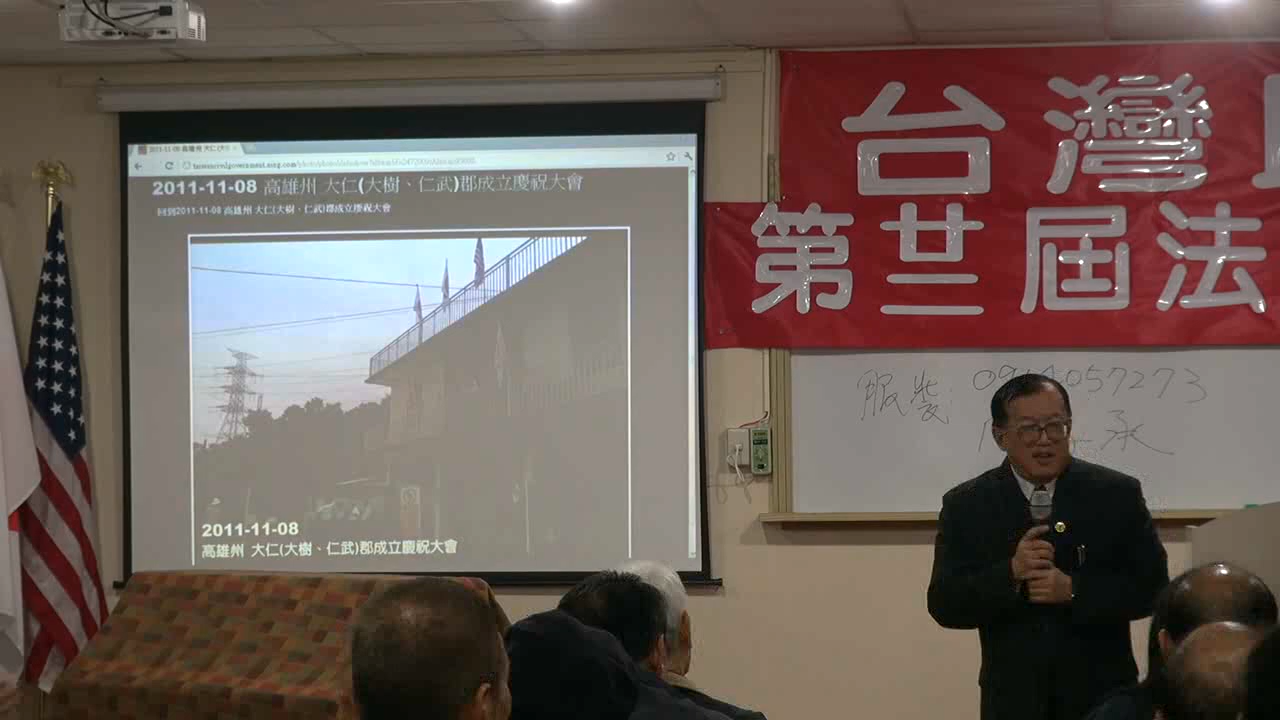 2011-11-08 高雄州 大仁(大樹、仁武)郡成立慶祝大會
回到2011-11-08 高雄州 大仁(大樹、仁武)郡成立慶祝大會
2011-11-08
高雄州 大仁(大樹、仁武)郡成立慶祝大會
台灣
第廿三屆法
服裝:
057273
承